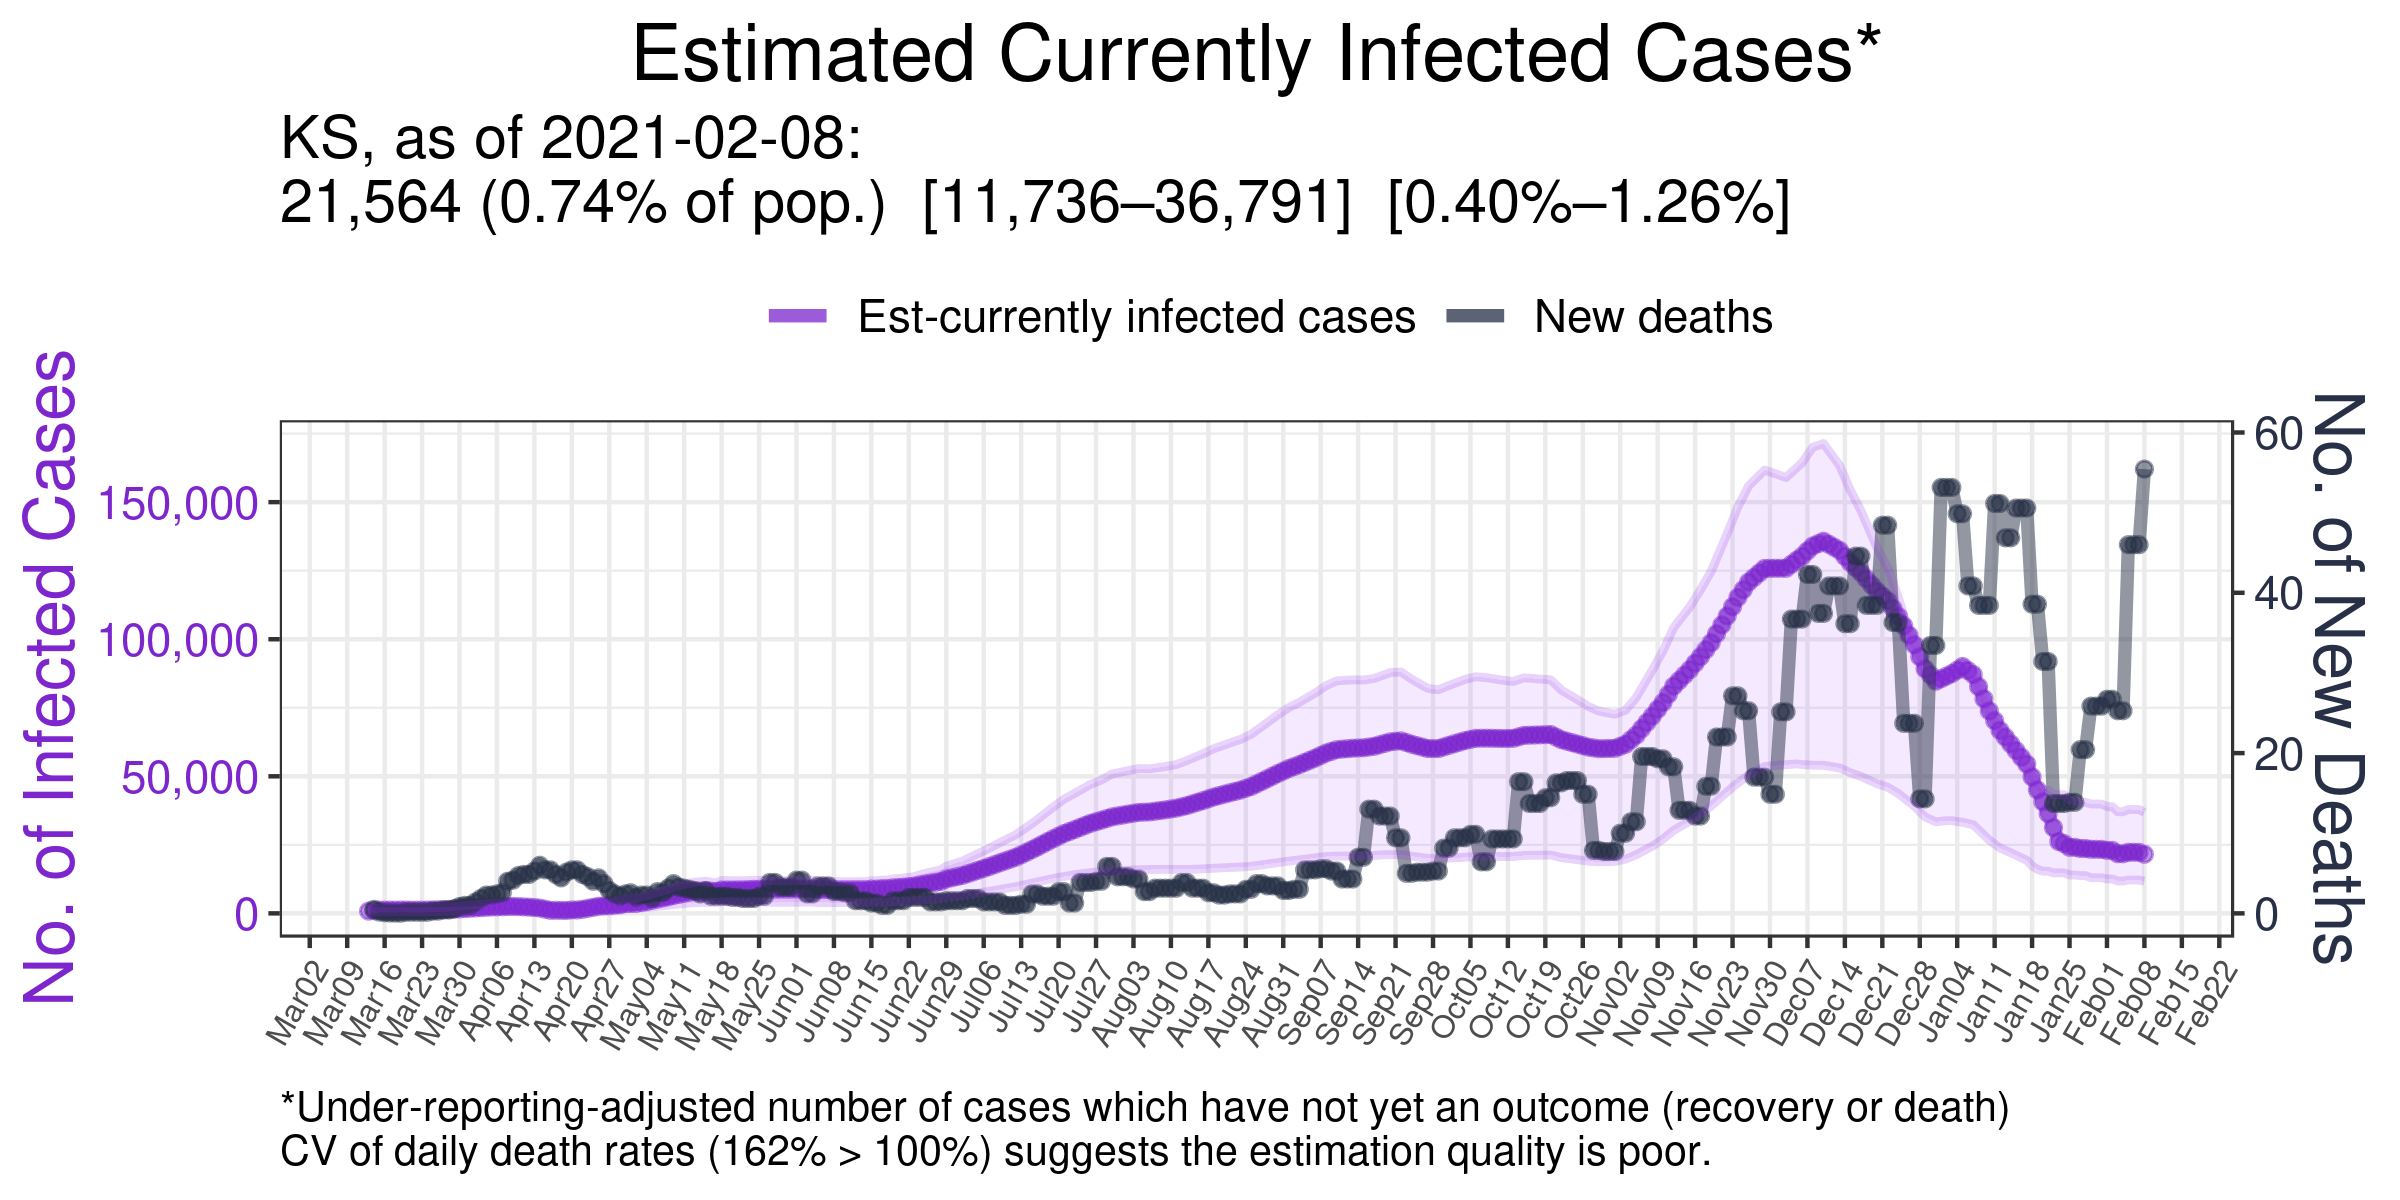 Estimated Currently Infected Cases*
KS, as of 2021-02-08:
21,564 (0.74% of pop.)  [11,736–36,791]  [0.40%–1.26%]
Est-currently infected cases
New deaths
No. of Infected Cases
150,000
100,000
50,000
0
60
40
20
0
No. of New Deaths
Mar02
Mar09
Mar16
Mar23
Mar30
Apr06
Apr13
Apr20
Apr27
May04
May11
May18
May25
Jun01
Jun08
Jun15
Jun22
Jun29
Jul06
Jul13
Jul20
Jul27
Aug03
Aug10
Aug17
Aug24
Aug31
Sep07
Sep14
Sep21
Sep28
Oct05
Oct12
Oct19
Oct26
Nov02
Nov09
Nov16
Nov23
Nov30
Dec07
Dec14
Dec21
Dec28
Jan04
Jan11
Jan18
Jan25
Feb01
Feb08
Feb15
Feb22
*Under-reporting-adjusted number of cases which have not yet an outcome (recovery or death)
CV of daily death rates (162% > 100%) suggests the estimation quality is poor.